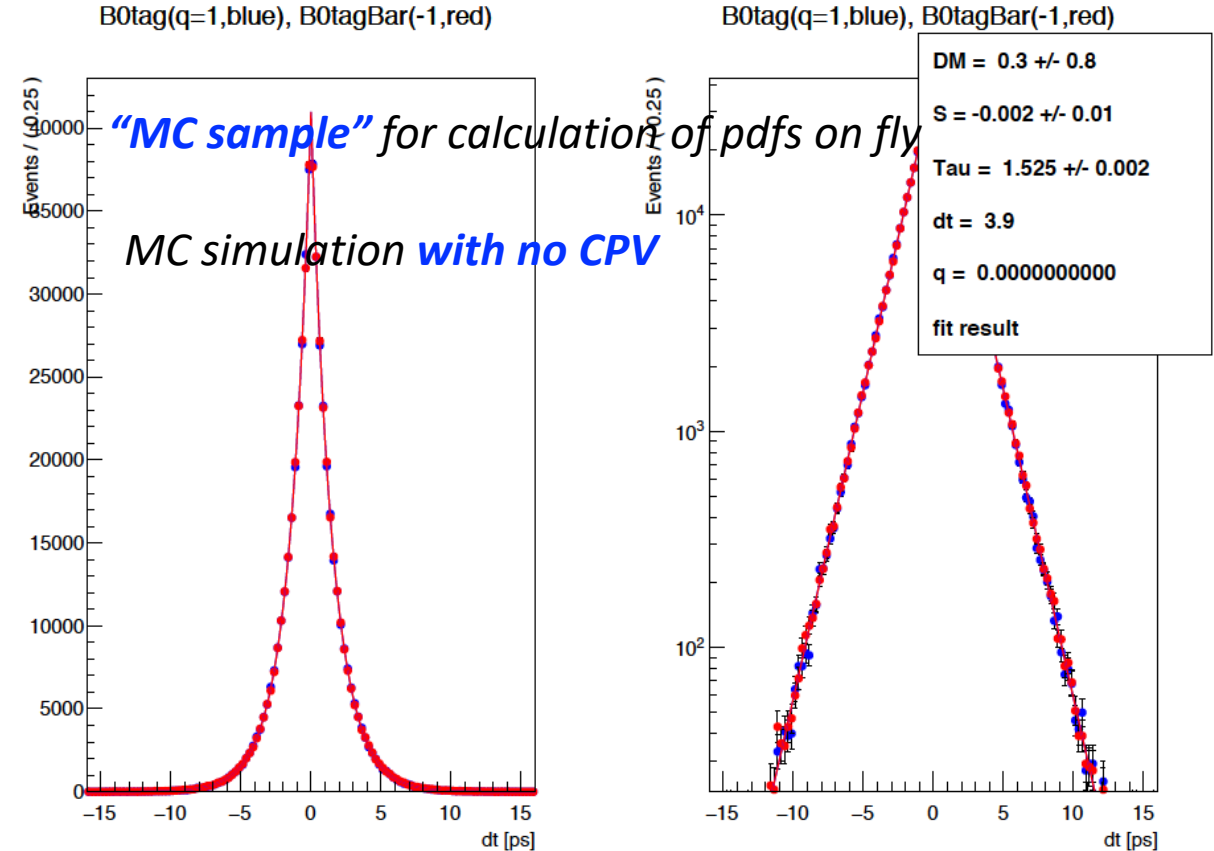 B0tag(q=1,blue), B0tagBar(-1,red)
Events / ( 0.25 )
40000
35000
30000
25000
20000
15000
10000
5000
0
−15 −10 −5 0 5 10 15
dt [ps]
“MC sample” for calculation of pdfs on fly
MC simulation with no CPV
B0tag(q=1,blue), B0tagBar(-1,red)
Events / ( 0.25 )
10⁴
10³
10²
−15 −10 −5 0 5 10 15
dt [ps]
DM = 0.3 +/- 0.8
S = -0.002 +/- 0.01
Tau = 1.525 +/- 0.002
dt = 3.9
q = 0.0000000000
fit result